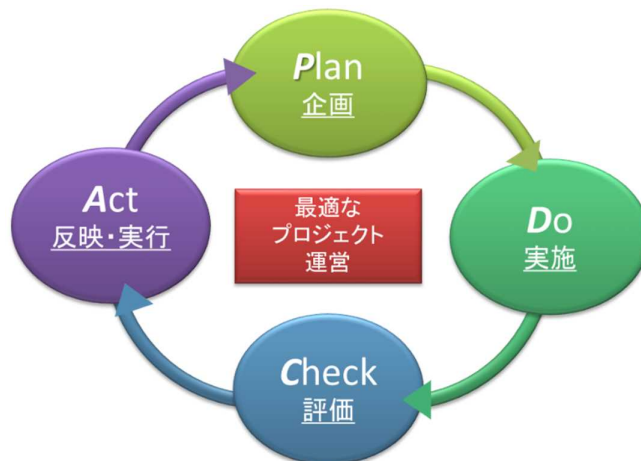 Plan
企画
Do
実施
Check
評価
Act
反映・実行
最適な
プロジェクト
運営